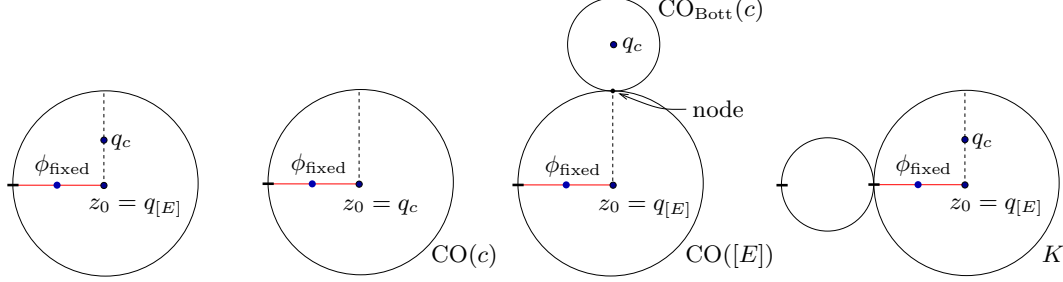 CO_Bott(c)
q_c
node
q_c
ϕ_fixed
z_0 = q_[E]
ϕ_fixed
z_0 = q_c
CO(c)
ϕ_fixed
z_0 = q_[E]
CO([E])
q_c
ϕ_fixed
z_0 = q_[E]
K